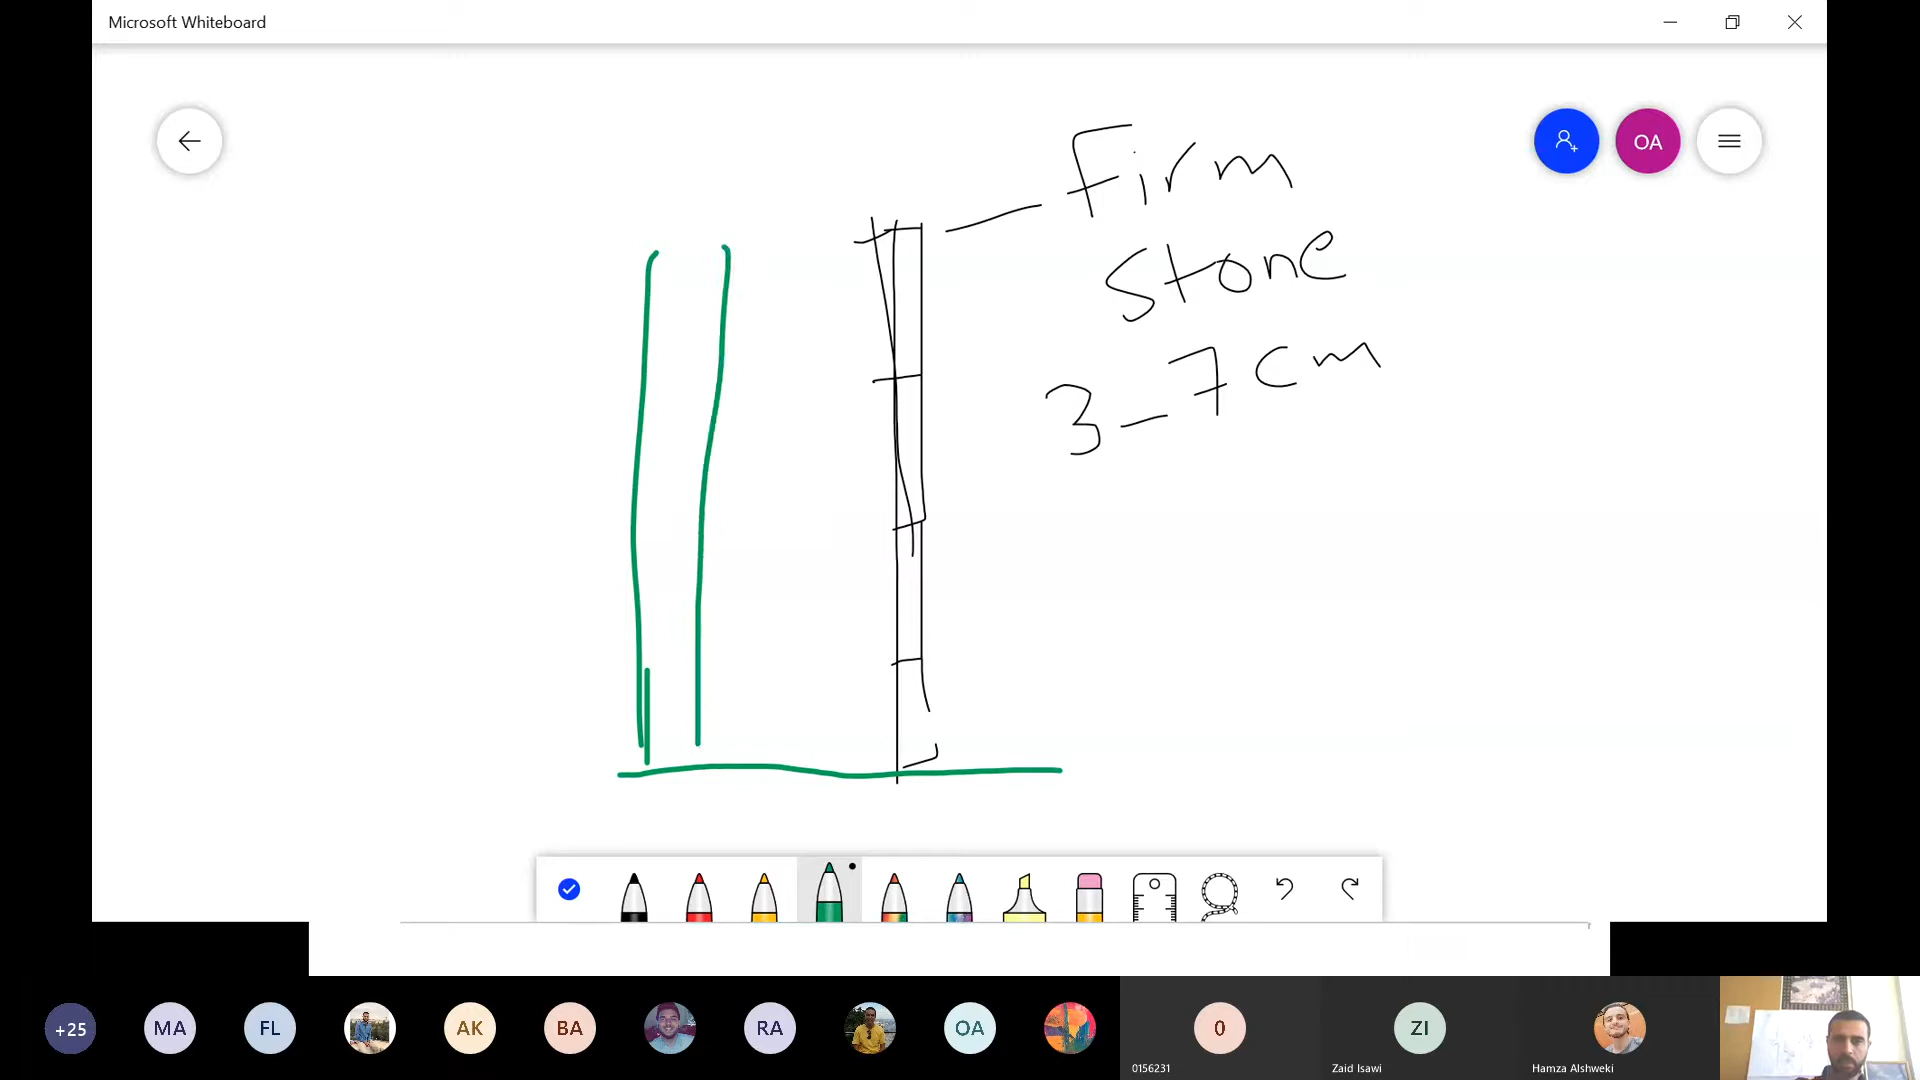 Microsoft Whiteboard
OA
Firm
stone
3-7 cm
+25
MA
FL
AK
BA
RA
OA
0
ZI
0156231
Zaid Isawi
Hamza Alshweki